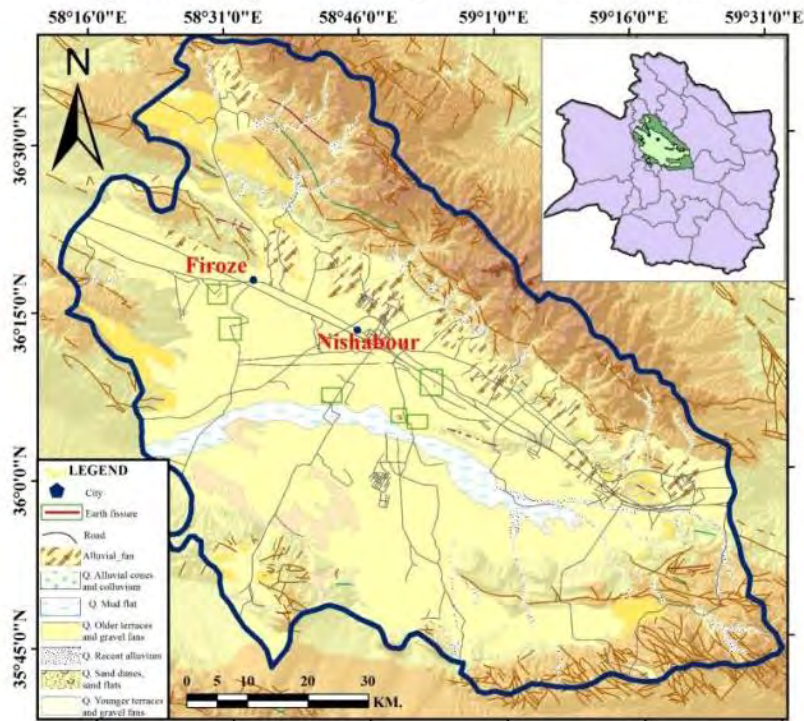 58°16'0"E 58°31'0"E 58°46'0"E 59°1'0"E 59°16'0"E 59°31'0"E
N
36°30'0"N
36°15'0"N
36°0'0"N
35°45'0"N
Firoze
Nishabour
LEGEND
City
Earth fissure
Road
Alluvial_fan
Q. Alluvial cones
and colluvium
Q. Mud flat
Q. Older terraces
and gravel fans
Q. Recent alluvium
Q. Sand dunes,
sand flats
Q. Younger terraces
and gravel fans
0 5 10 20 30
KM.